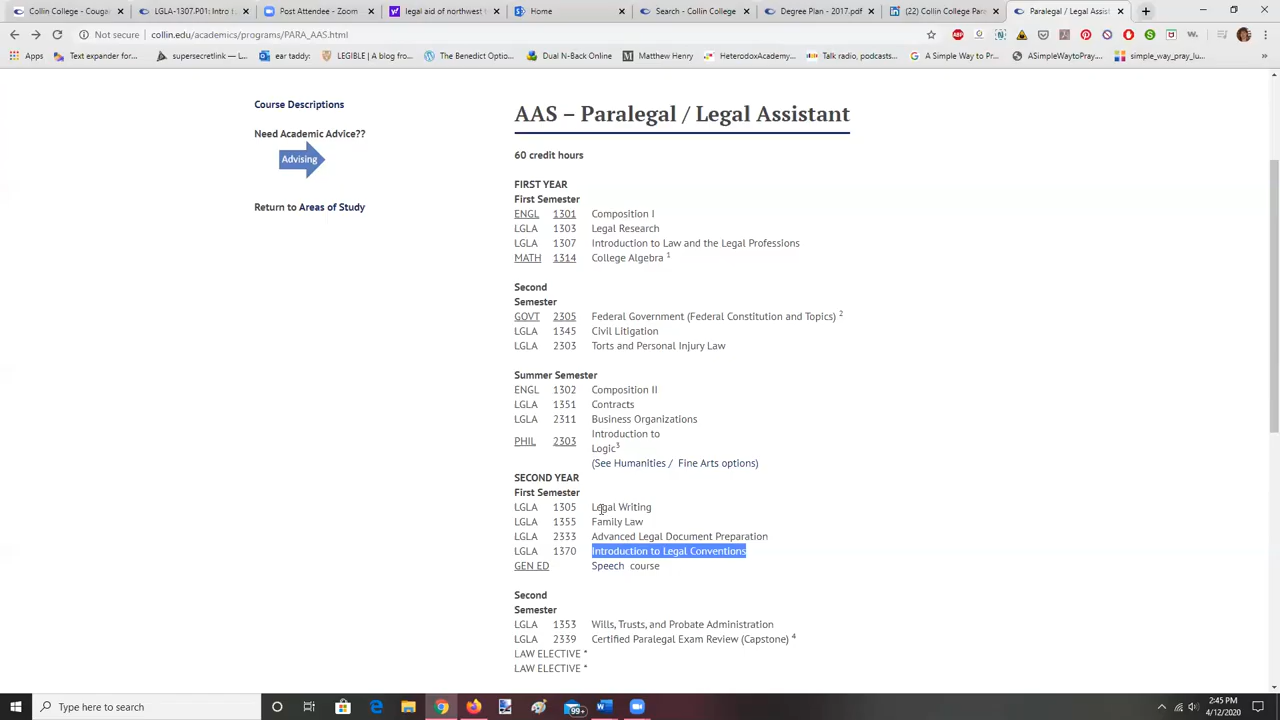 Collin College - Cougar
LGLA-1307.P01: Intro
legal aid of northwest t
Collin College Paralegal
Degree Plan - 2017.pdf
(22) Collin College Para
Paralegal / Legal Assist
Not secure | collin.edu/academics/programs/PARA_AAS.html
Apps
Text expander for...
supersecretlink – L...
ear taddy:
LEGIBLE | A blog fro...
The Benedict Optio...
Dual N-Back Online
Matthew Henry
HeterodoxAcademy
Talk radio, podcasts...
A Simple Way to Pr...
ASimpleWaytoPraj...
simple_way_pray_lu...
Course Descriptions
Need Academic Advice??
Advising
Return to Areas of Study
AAS – Paralegal / Legal Assistant
60 credit hours
FIRST YEAR
First Semester
ENGL 1301 Composition I
LGLA 1303 Legal Research
LGLA 1307 Introduction to Law and the Legal Professions
MATH 1314 College Algebra 1
Second
Semester
GOVT 2305 Federal Government (Federal Constitution and Topics) 2
LGLA 1345 Civil Litigation
LGLA 2303 Torts and Personal Injury Law
Summer Semester
ENGL 1302 Composition II
LGLA 1351 Contracts
LGLA 2311 Business Organizations
PHIL 2303 Introduction to
Logic3
(See Humanities / Fine Arts options)
SECOND YEAR
First Semester
LGLA 1305 Legal Writing
LGLA 1355 Family Law
LGLA 2333 Advanced Legal Document Preparation
LGLA 1370 Introduction to Legal Conventions
GEN ED Speech course
Second
Semester
LGLA 1353 Wills, Trusts, and Probate Administration
LGLA 2339 Certified Paralegal Exam Review (Capstone) 4
LAW ELECTIVE *
LAW ELECTIVE *
Type here to search
99+
2:45 PM
4/12/2020